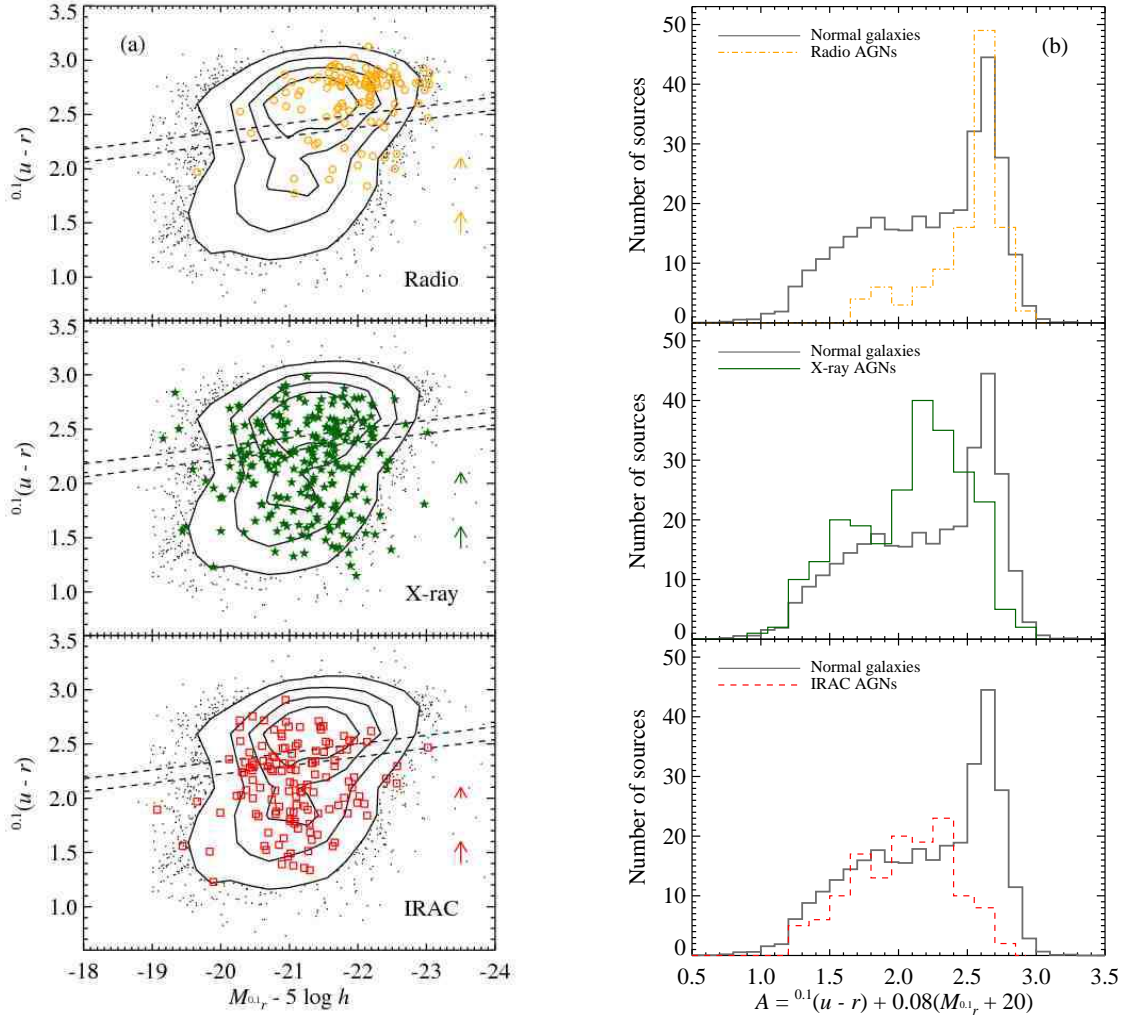 (a)
3.5
3.0
2.5
2.0
1.5
1.0
0.1(u - r)
Radio
3.5
3.0
2.5
2.0
1.5
1.0
0.1(u - r)
X-ray
3.5
3.0
2.5
2.0
1.5
1.0
0.1(u - r)
IRAC
-18 -19 -20 -21 -22 -23 -24
M0.1r - 5 log h
(b)
Normal galaxies
Radio AGNs
50
40
30
20
10
0
Number of sources
Normal galaxies
X-ray AGNs
50
40
30
20
10
0
Number of sources
Normal galaxies
IRAC AGNs
50
40
30
20
10
0
Number of sources
0.5 1.0 1.5 2.0 2.5 3.0 3.5
A = 0.1(u - r) + 0.08(M0.1r + 20)